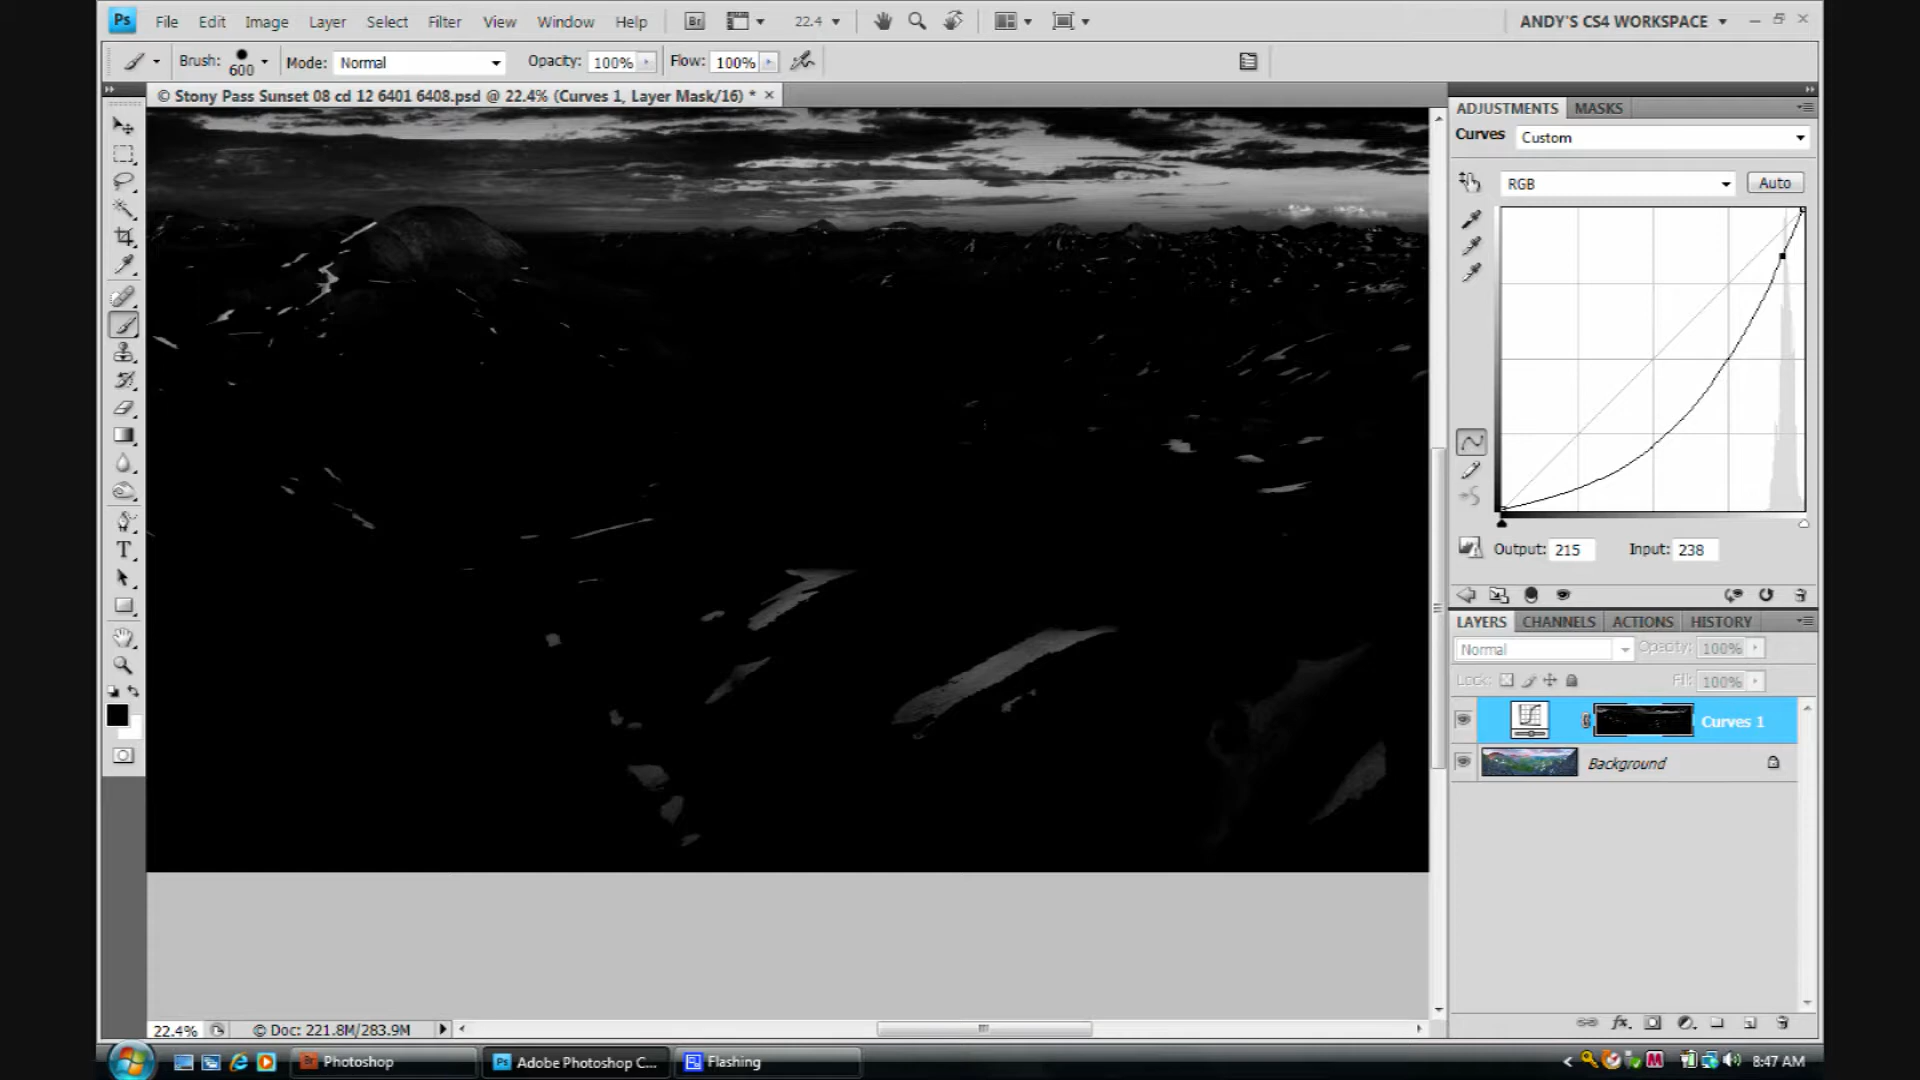 Ps File Edit Image Layer Select Filter View Window Help Br 22.4 ANDY'S CS4 WORKSPACE
Brush: 600 Mode: Normal Opacity: 100% Flow: 100%
© Stony Pass Sunset 08 cd 12 6401 6408.psd @ 22.4% (Curves 1, Layer Mask/16) *
ADJUSTMENTS MASKS
Curves Custom
RGB Auto
Output: 215 Input: 238
LAYERS CHANNELS ACTIONS HISTORY
Normal Opacity: 100%
Lock: Fill: 100%
Curves 1
Background
T
fx
22.4% © Doc: 221.8M/283.9M
Br Photoshop Ps Adobe Photoshop C... Flashing 8:47 AM